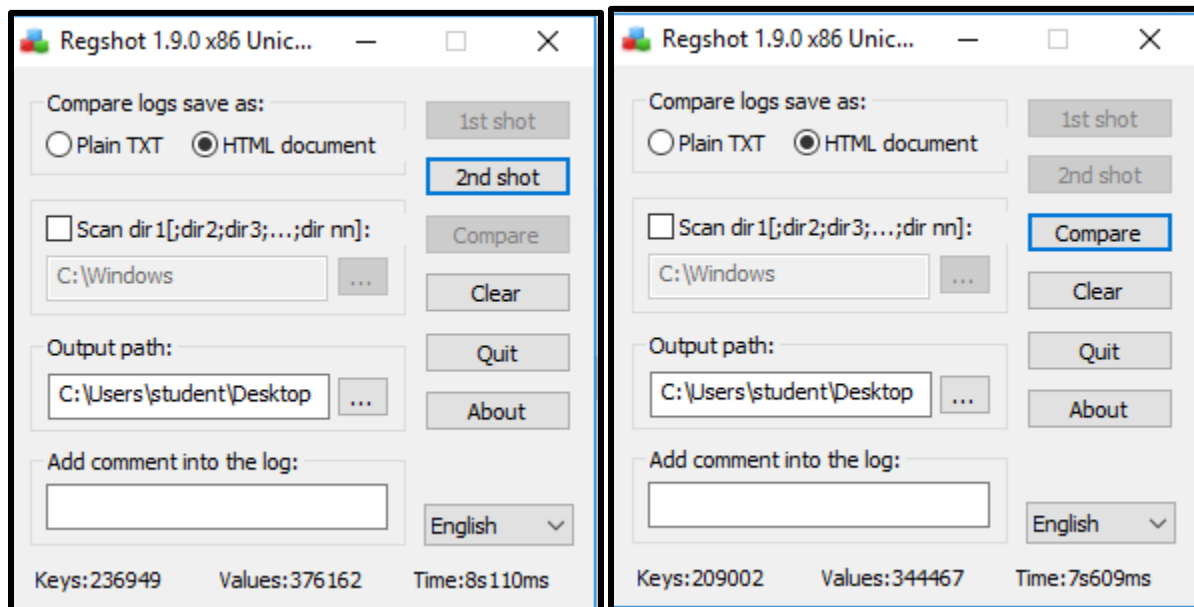 Regshot 1.9.0 x86 Unic...
Compare logs save as:
Plain TXT HTML document
1st shot
2nd shot
Scan dir1[;dir2;dir3;...;dir nn]:
Compare
C:\Windows ...
Clear
Output path:
Quit
C:\Users\student\Desktop ...
About
Add comment into the log:
English
Keys:236949 Values:376162 Time:8s110ms
Regshot 1.9.0 x86 Unic...
Compare logs save as:
Plain TXT HTML document
1st shot
2nd shot
Scan dir1[;dir2;dir3;...;dir nn]:
Compare
C:\Windows ...
Clear
Output path:
Quit
C:\Users\student\Desktop ...
About
Add comment into the log:
English
Keys:209002 Values:344467 Time:7s609ms